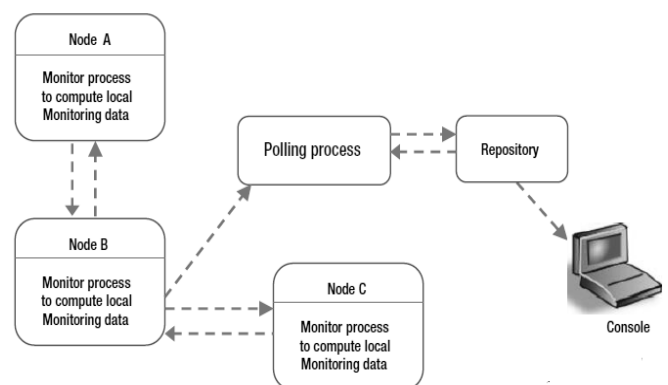 Node A
Monitor process
to compute local
Monitoring data
Polling process
Repository
Node B
Monitor process
to compute local
Monitoring data
Node C
Monitor process
to compute local
Monitoring data
Console